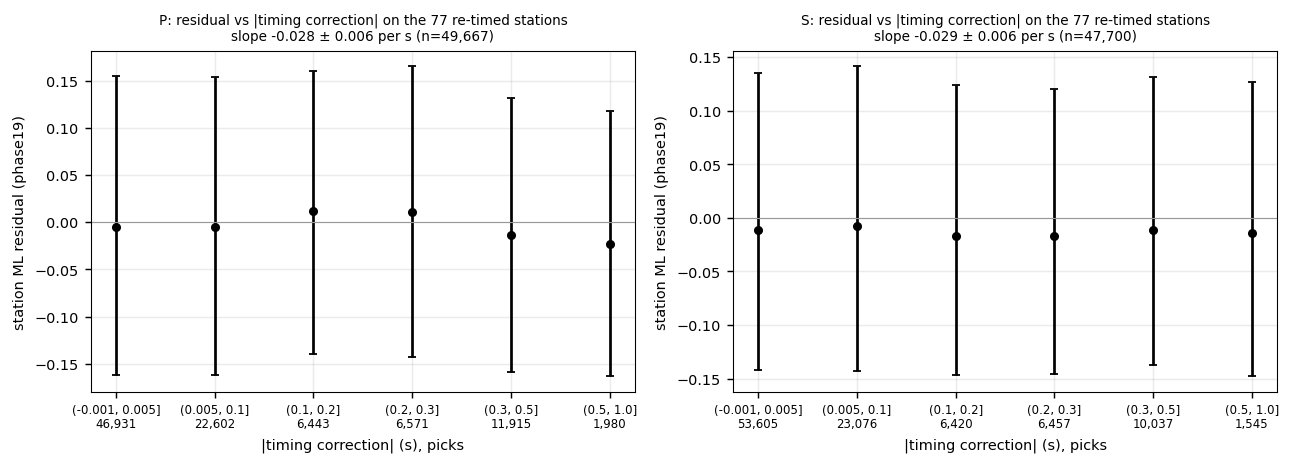 P: residual vs |timing correction| on the 77 re-timed stations
slope -0.028 ± 0.006 per s (n=49,667)
station ML residual (phase19)
0.15
0.10
0.05
0.00
−0.05
−0.10
−0.15
(-0.001, 0.005] (0.005, 0.1] (0.1, 0.2] (0.2, 0.3] (0.3, 0.5] (0.5, 1.0]
46,931 22,602 6,443 6,571 11,915 1,980
|timing correction| (s), picks
S: residual vs |timing correction| on the 77 re-timed stations
slope -0.029 ± 0.006 per s (n=47,700)
station ML residual (phase19)
0.15
0.10
0.05
0.00
−0.05
−0.10
−0.15
(-0.001, 0.005] (0.005, 0.1] (0.1, 0.2] (0.2, 0.3] (0.3, 0.5] (0.5, 1.0]
53,605 23,076 6,420 6,457 10,037 1,545
|timing correction| (s), picks